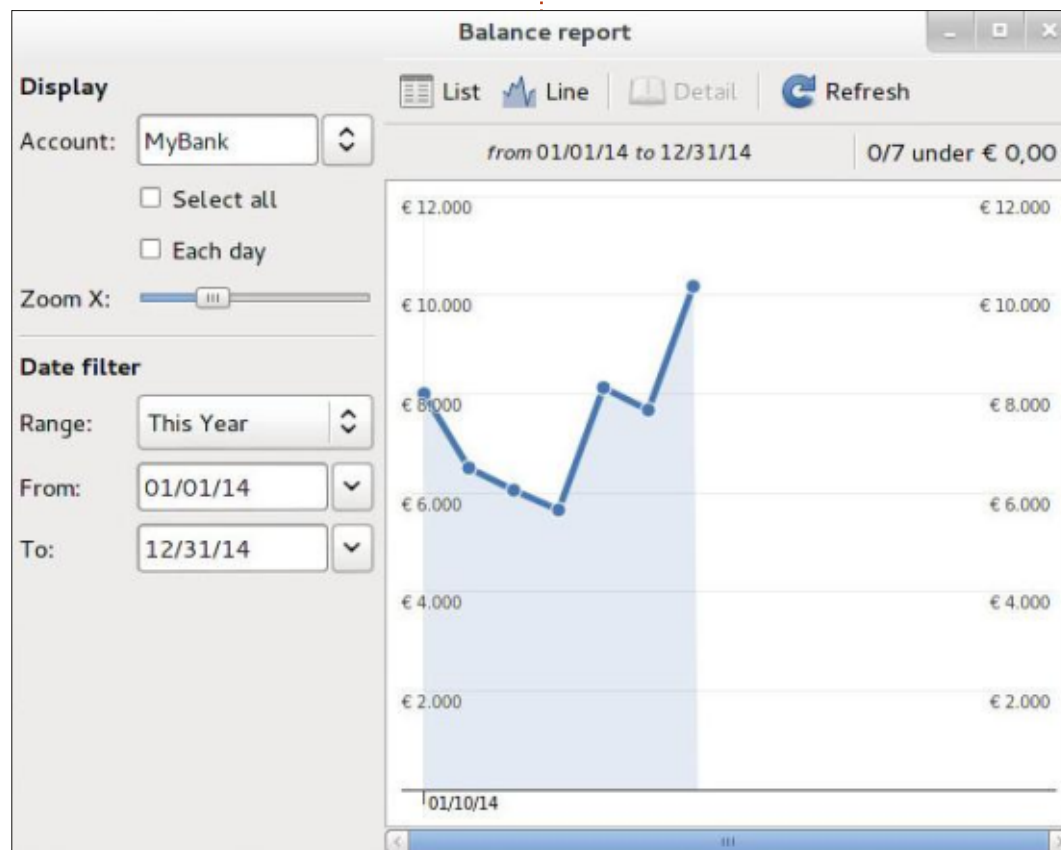 Balance report
Display
Account: MyBank
Select all
Each day
Zoom X:
Date filter
Range: This Year
From: 01/01/14
To: 12/31/14
List Line Detail Refresh
from 01/01/14 to 12/31/14 0/7 under € 0,00
€ 12.000 € 12.000
€ 10.000 € 10.000
€ 8.000 € 8.000
€ 6.000 € 6.000
€ 4.000 € 4.000
€ 2.000 € 2.000
01/10/14